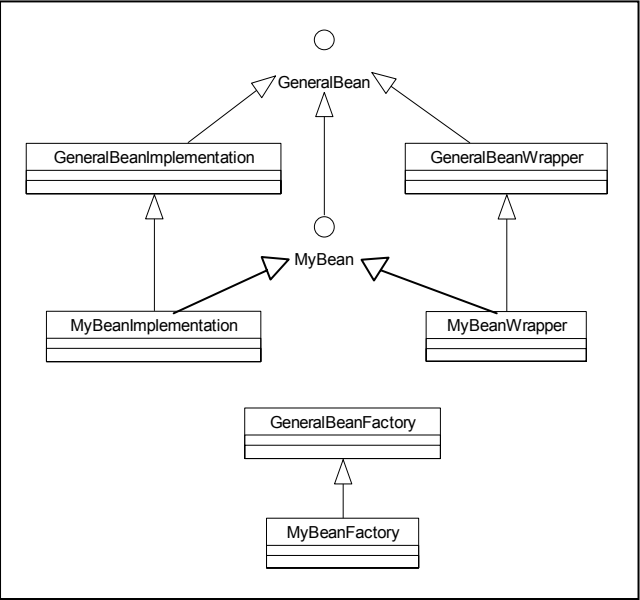 GeneralBean
GeneralBeanImplementation
GeneralBeanWrapper
MyBean
MyBeanImplementation
MyBeanWrapper
GeneralBeanFactory
MyBeanFactory